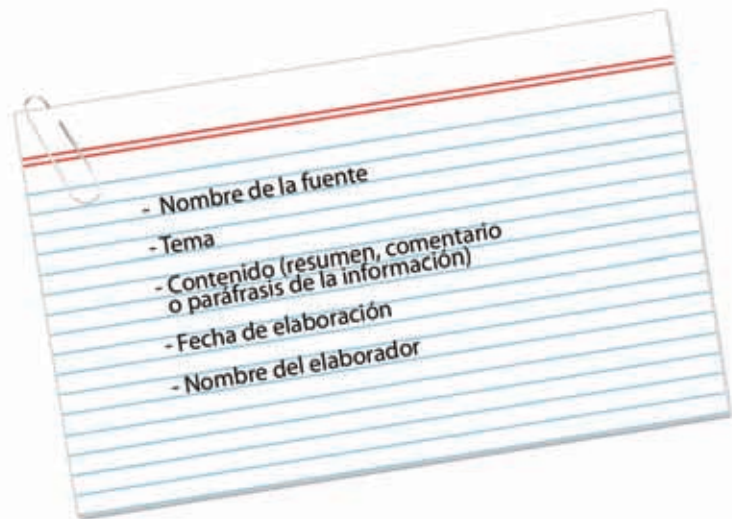 - Nombre de la fuente
- Tema
- Contenido (resumen, comentario
o paráfrasis de la información)
- Fecha de elaboración
- Nombre del elaborador